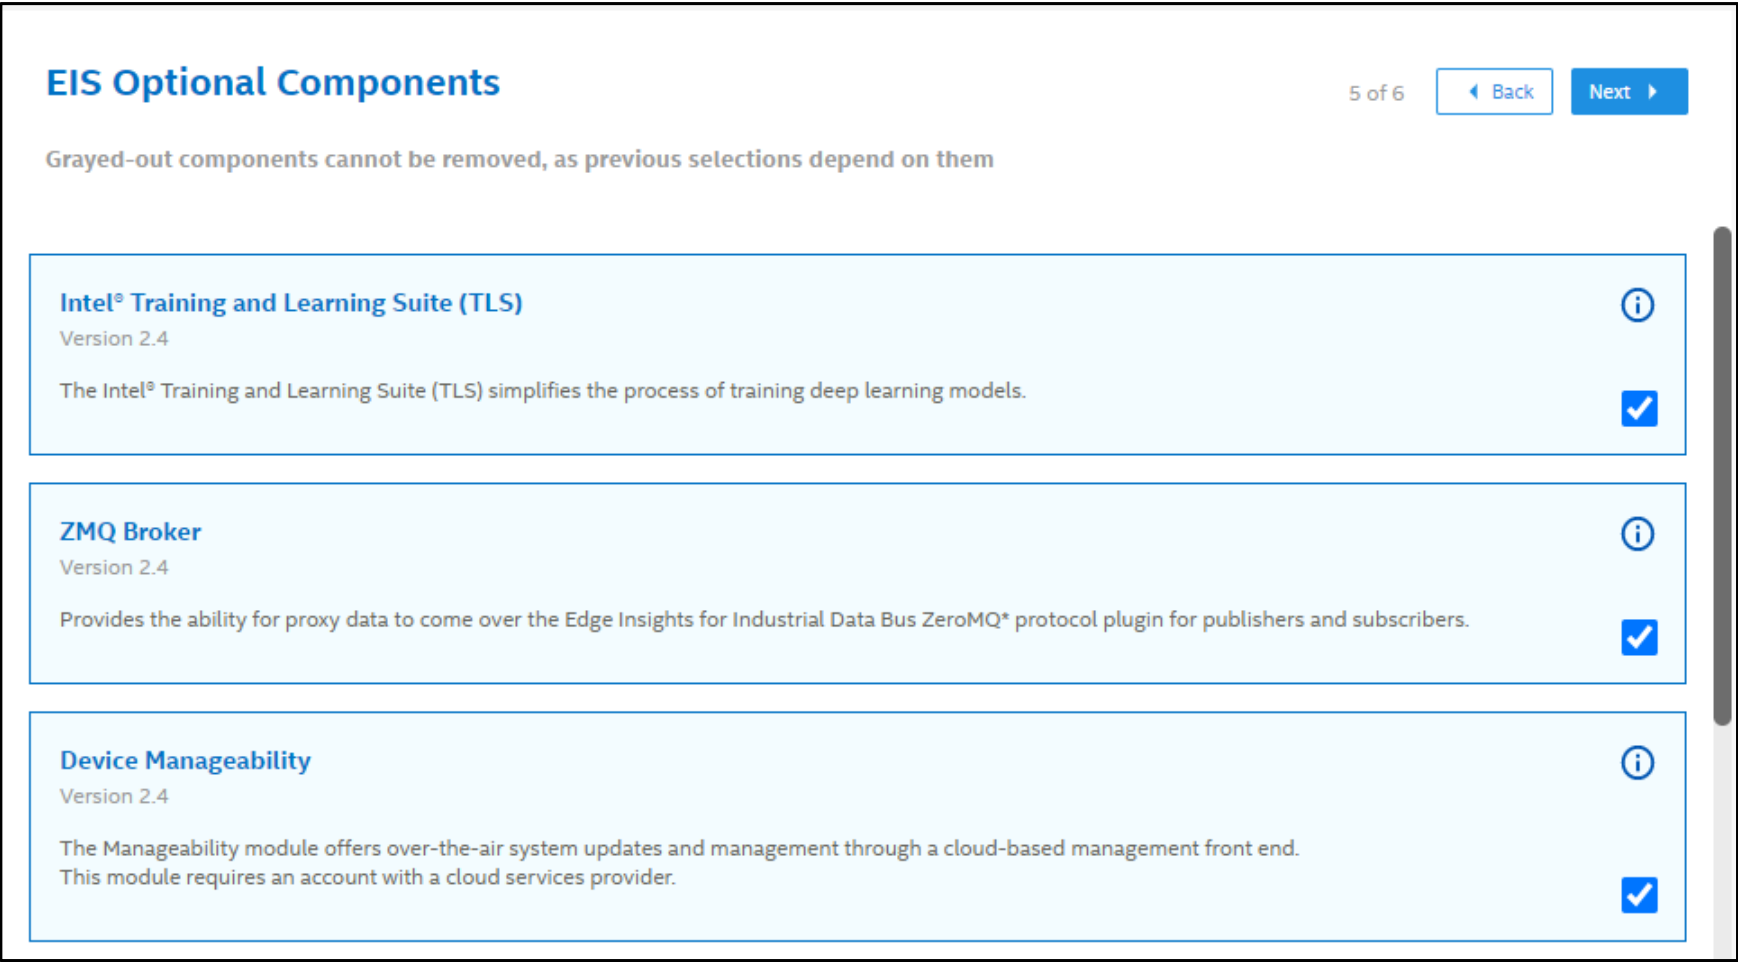 EIS Optional Components
5 of 6
Back
Next
Grayed-out components cannot be removed, as previous selections depend on them
Intel® Training and Learning Suite (TLS)
Version 2.4
The Intel® Training and Learning Suite (TLS) simplifies the process of training deep learning models.
ZMQ Broker
Version 2.4
Provides the ability for proxy data to come over the Edge Insights for Industrial Data Bus ZeroMQ* protocol plugin for publishers and subscribers.
Device Manageability
Version 2.4
The Manageability module offers over-the-air system updates and management through a cloud-based management front end.
This module requires an account with a cloud services provider.